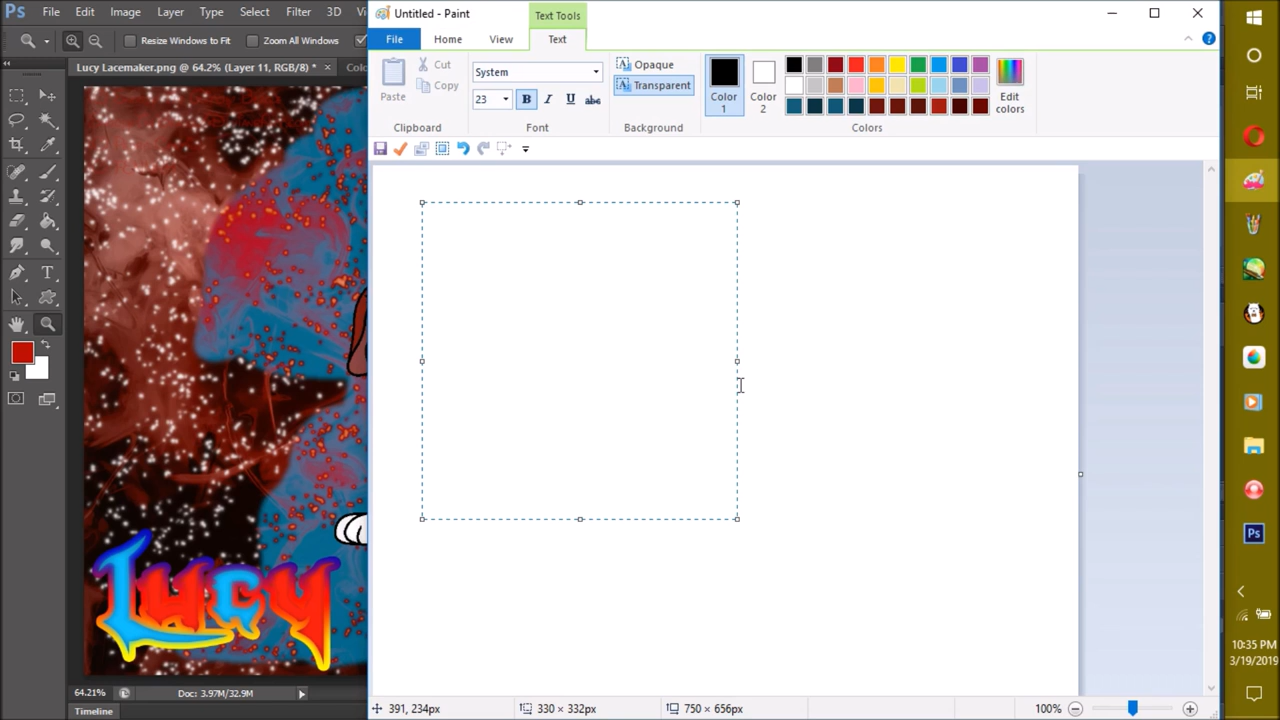 Ps File Edit Image Layer Type Select Filter 3D Vi
Resize Windows to Fit Zoom All Windows
Lucy Lacemaker.png @ 64.2% (Layer 11, RGB/8) * × Colo
Lucy
64.21% Doc: 3.97M/32.9M
Timeline
Untitled - Paint Text Tools
File Home View Text
Paste Cut Copy
Clipboard
System
23 B I U abc
Font
Opaque
Transparent
Background
Color 1
Color 2
Edit colors
Colors
391, 234px 330 × 332px 750 × 656px 100%
Ps
10:35 PM
3/19/2019